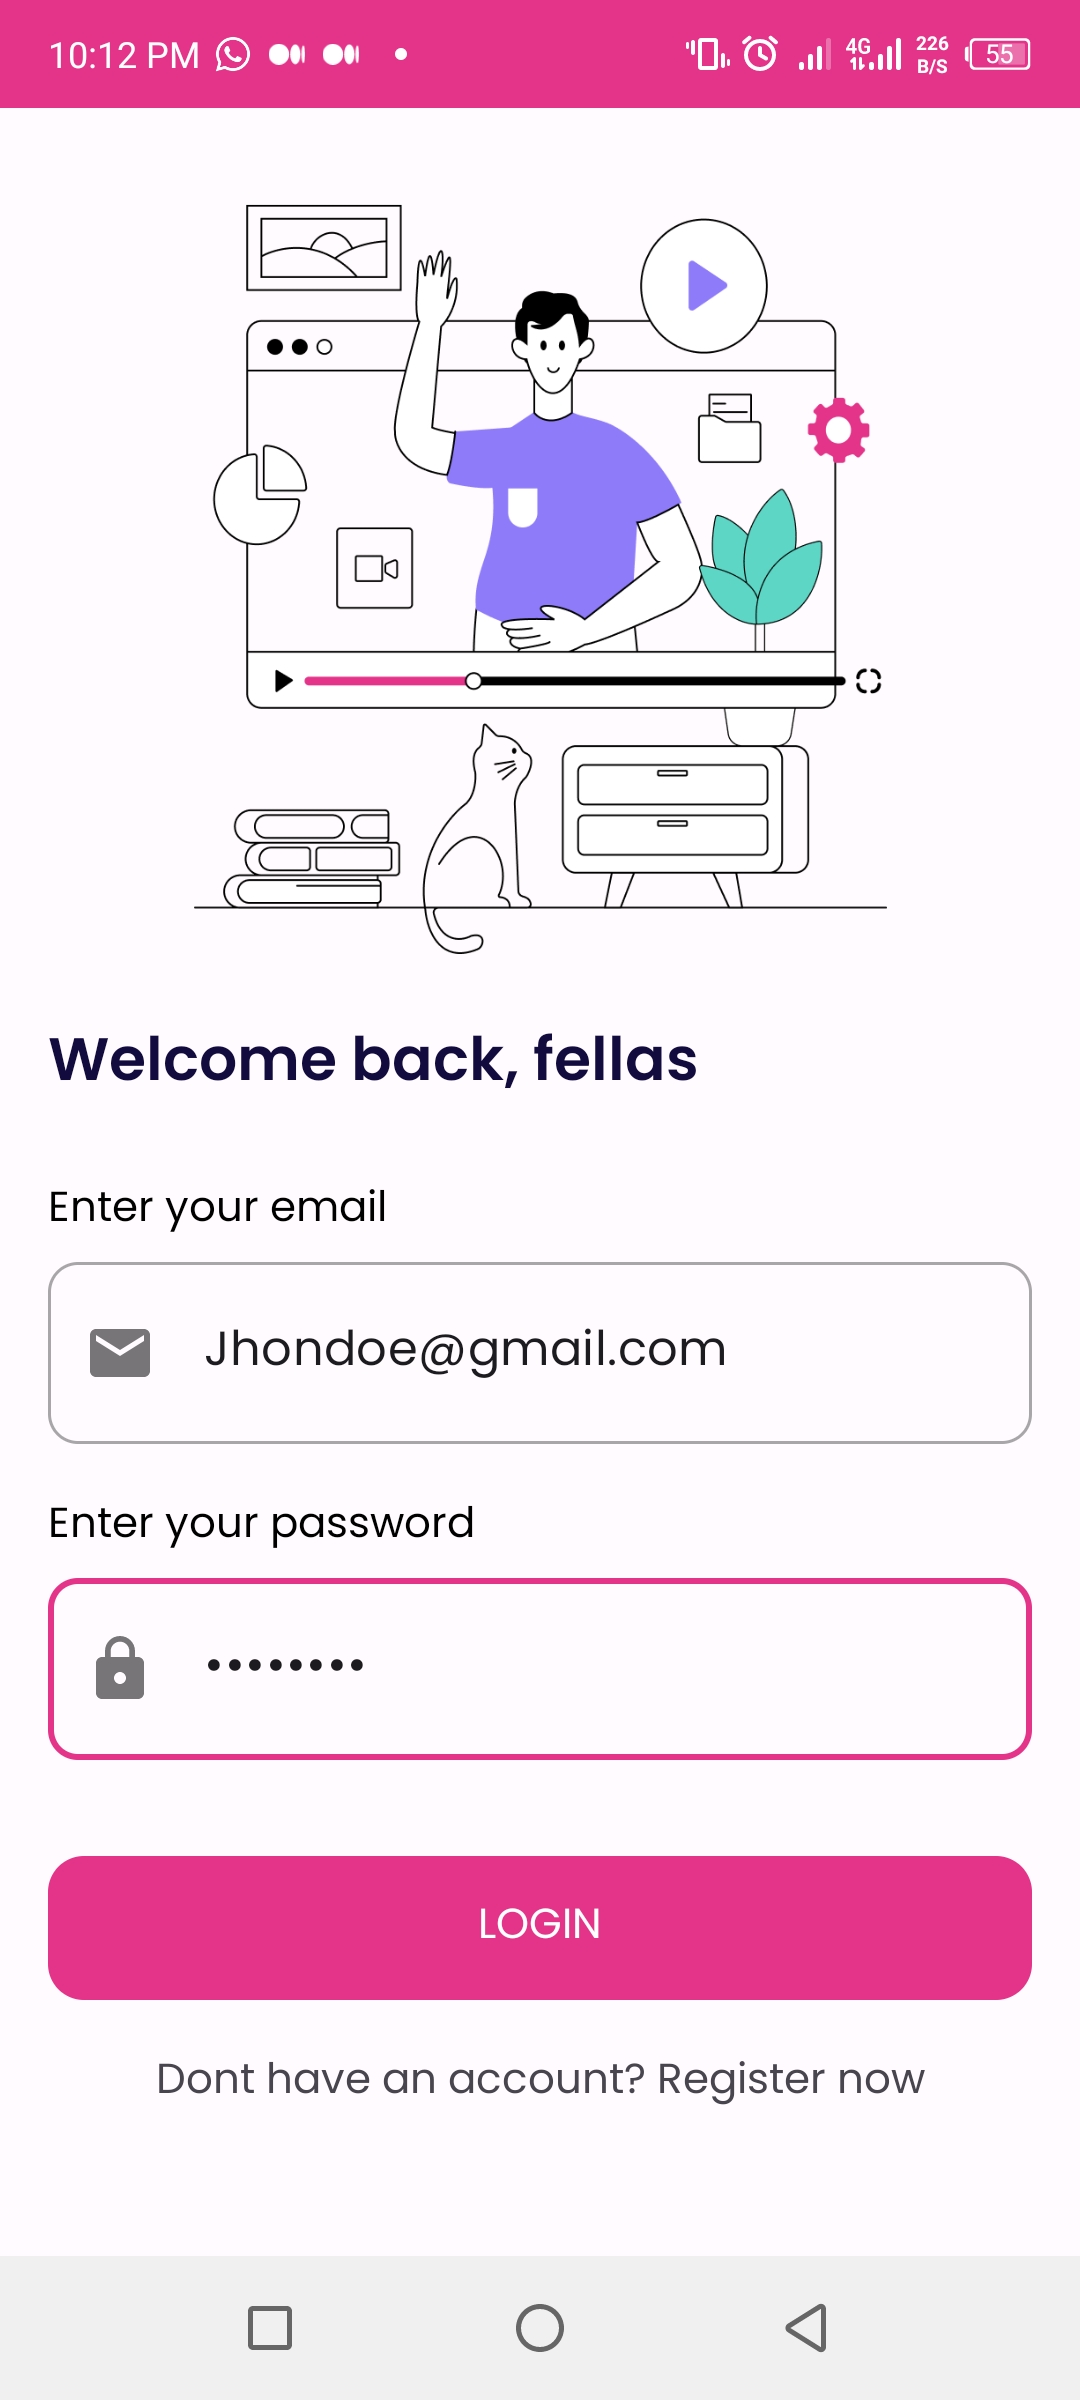 10:12 PM
4G
226
B/S
55
Welcome back, fellas
Enter your email
Jhondoe@gmail.com
Enter your password
••••••••
LOGIN
Dont have an account? Register now